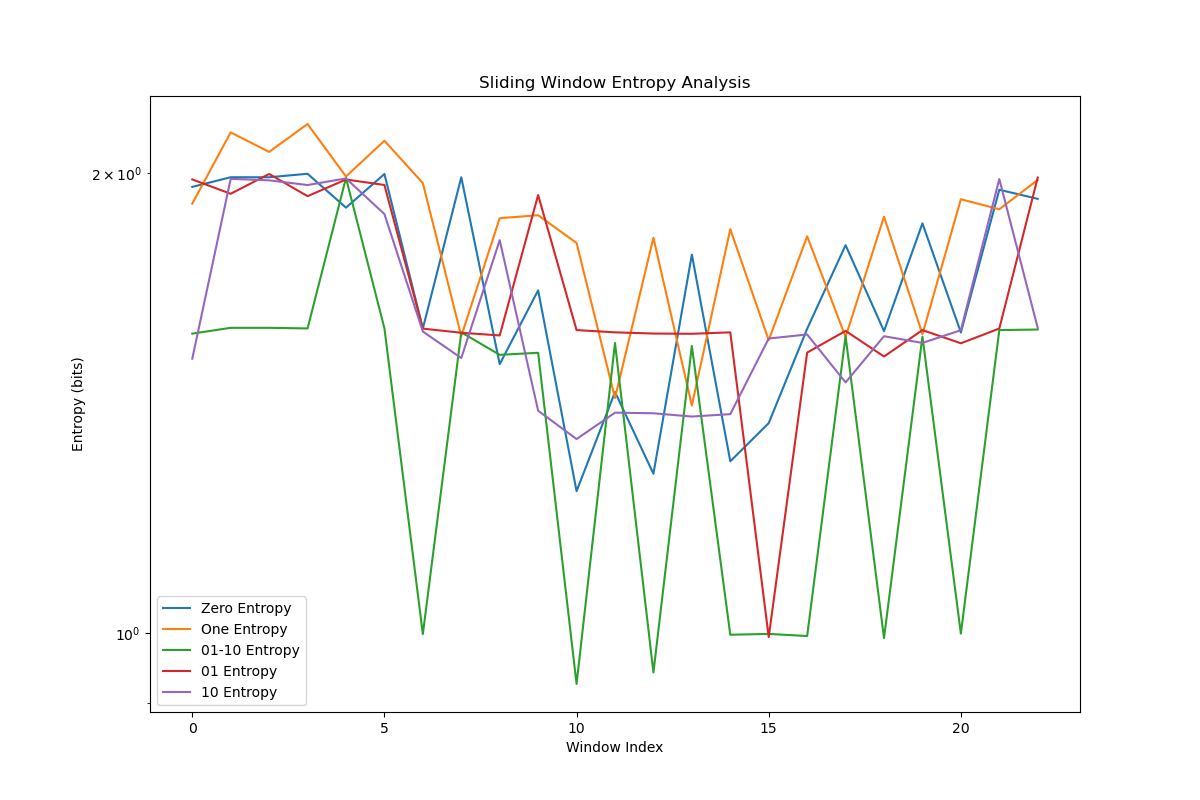 Sliding Window Entropy Analysis
Entropy (bits)
2 × 10⁰
10⁰
Zero Entropy
One Entropy
01-10 Entropy
01 Entropy
10 Entropy
0 5 10 15 20
Window Index